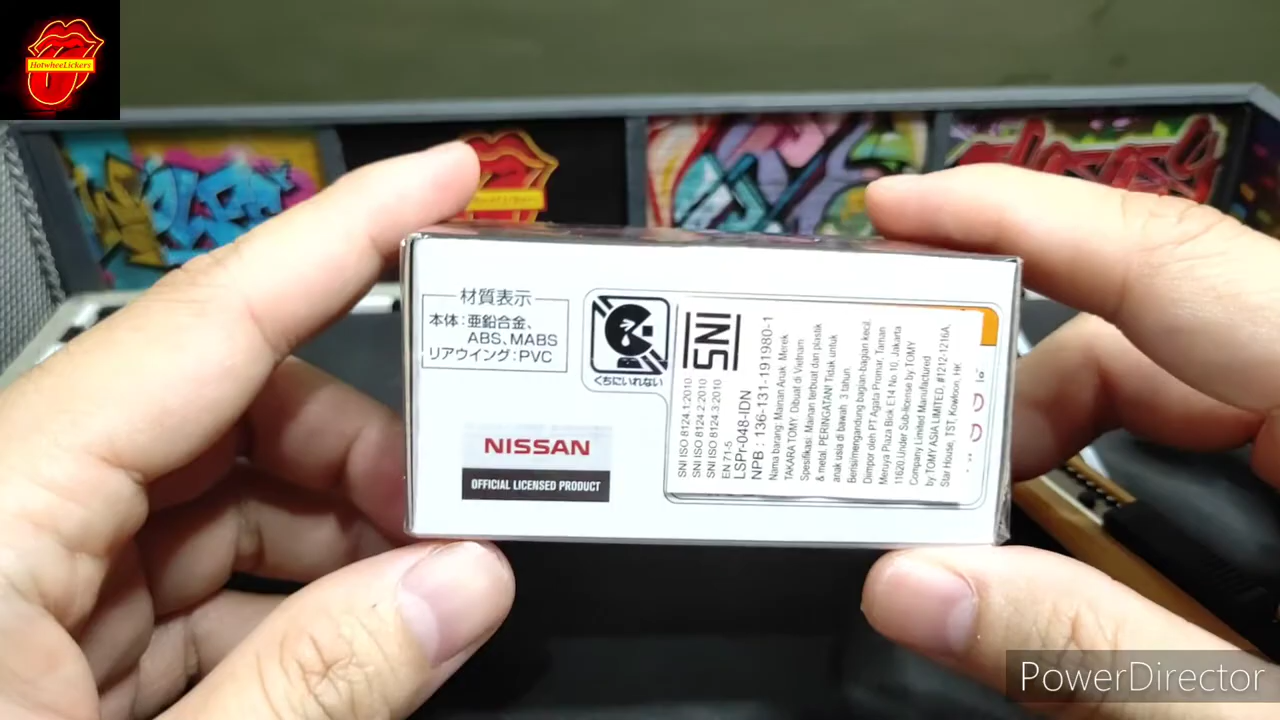 HotwheeLickers
材質表示
本体：亜鉛合金、
ABS、MABS
リアウイング：PVC
くちにいれない
NISSAN
OFFICIAL LICENSED PRODUCT
SNI
SNI ISO 8124.1:2010
SNI ISO 8124.2:2010
SNI ISO 8124.3:2010
EN 71-5
LSPr-048-IDN
NPB : 136-131-191980-1
Nama barang: Mainan Anak Merek
TAKARA TOMY Dibuat di Vietnam
Spesifikasi: Mainan terbuat dari plastik
& metal. PERINGATAN! Tidak untuk
anak usia di bawah 3 tahun.
Berisi/mengandung bagian-bagian kecil.
Diimpor oleh PT Agata Promar, Taman
Meruya Plaza Blok E14 No.10, Jakarta
11620.Under Sub-license by TOMY
Company Limited Manufactured
by TOMY ASIA LIMITED, #1212-1216A,
Star House, TST, Kowloon, HK
PowerDirector